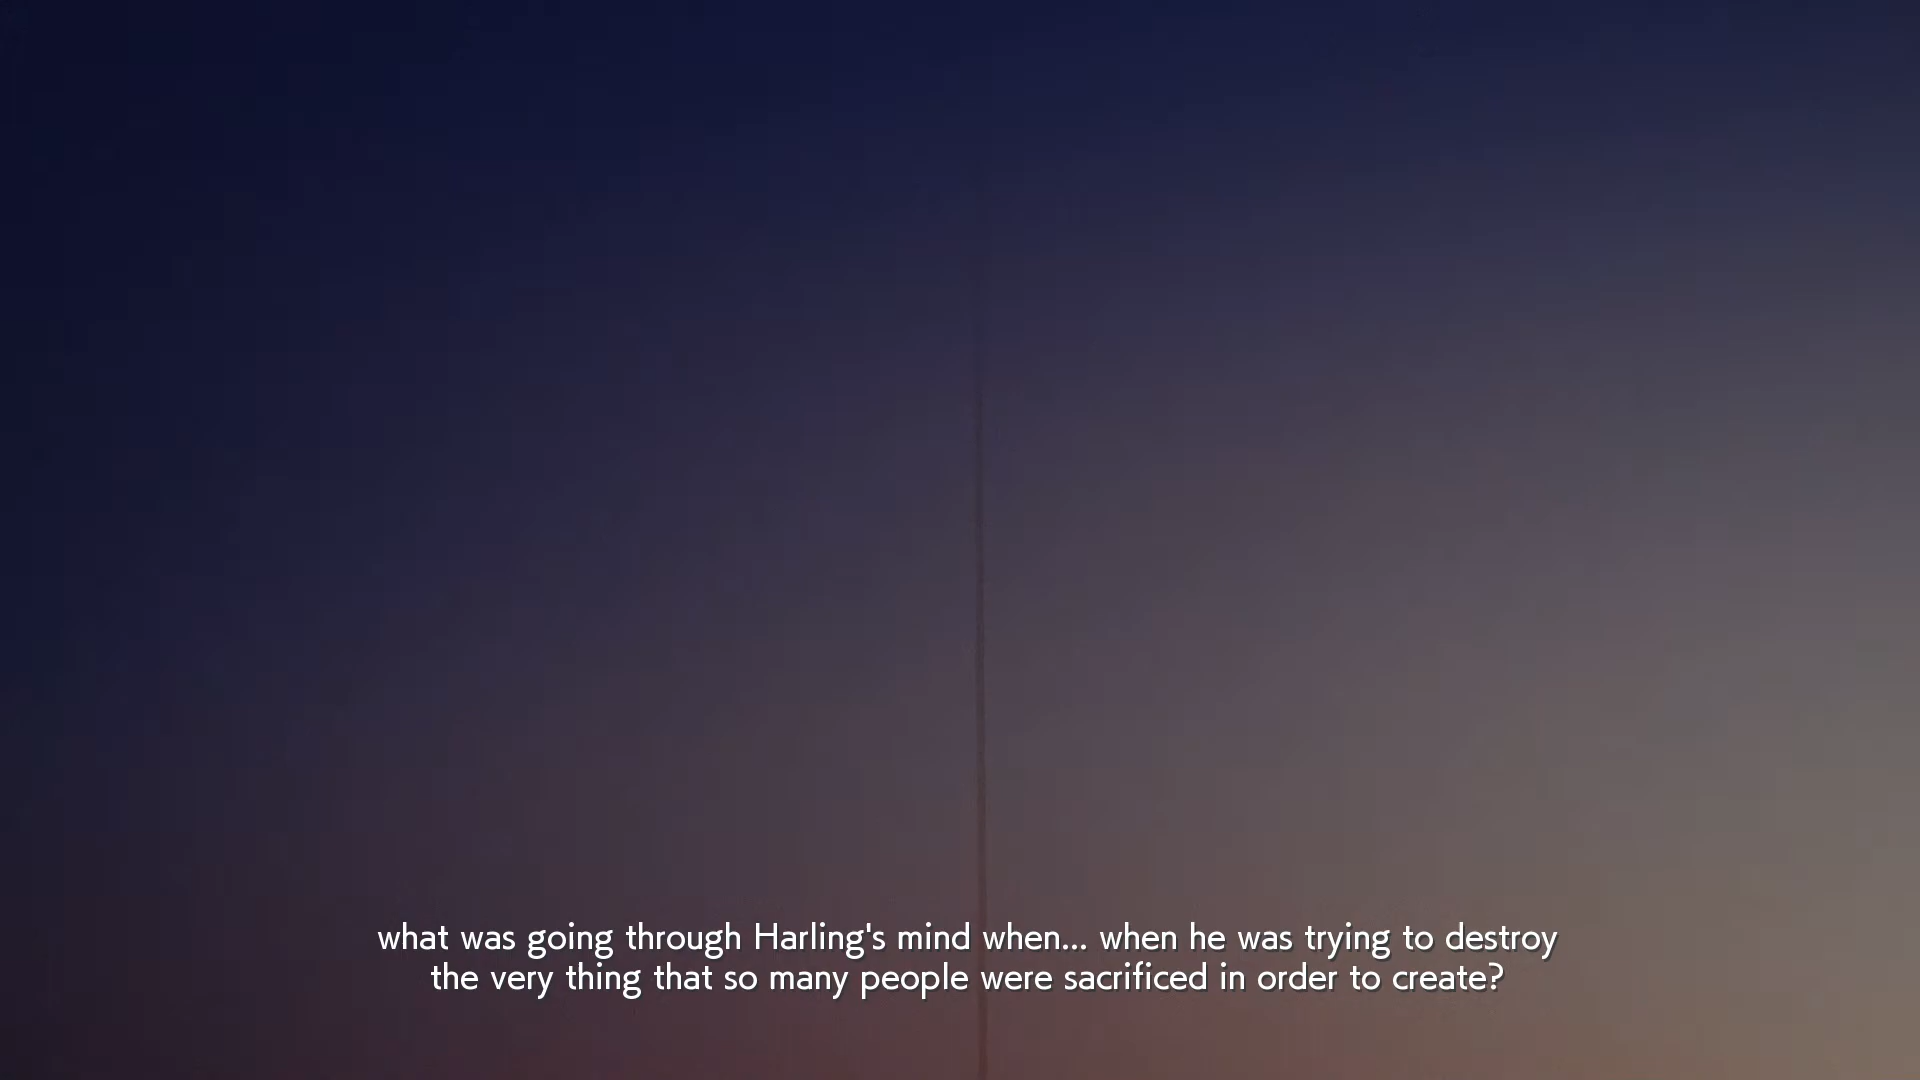 what was going through Harling's mind when... when he was trying to destroy
the very thing that so many people were sacrificed in order to create?